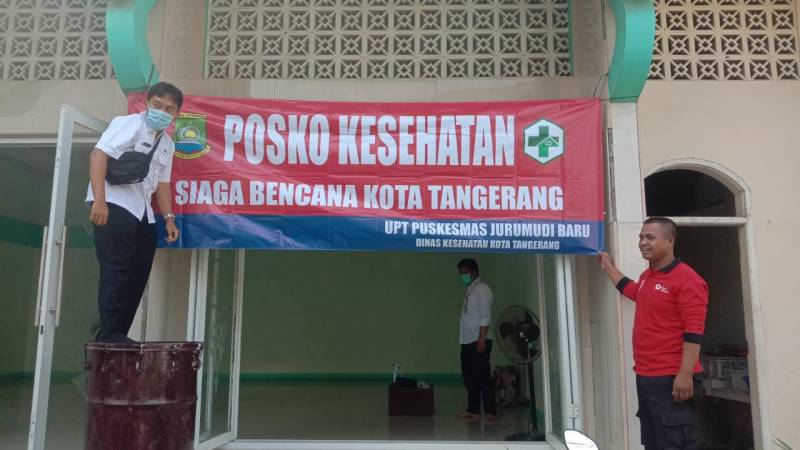 POSKO KESEHATAN
SIAGA BENCANA KOTA TANGERANG
UPT PUSKESMAS JURUMUDI BARU
DINAS KESEHATAN KOTA TANGERANG